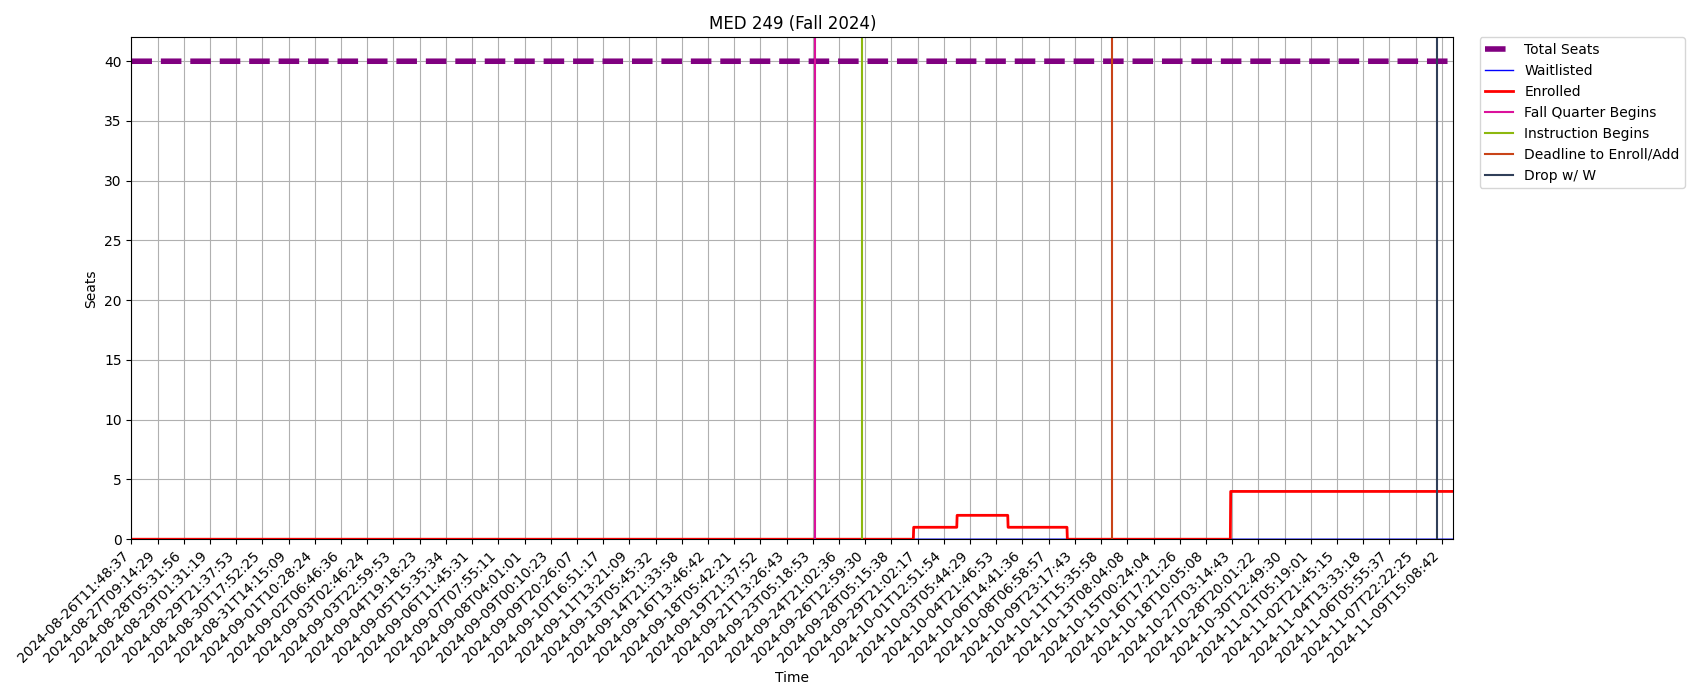 MED 249 (Fall 2024)
Total Seats
Waitlisted
Enrolled
Fall Quarter Begins
Instruction Begins
Deadline to Enroll/Add
Drop w/ W
Seats
40
35
30
25
20
15
10
5
0
2024-08-26T11:48:37
2024-08-27T09:14:29
2024-08-28T05:31:56
2024-08-29T01:31:19
2024-08-29T21:37:53
2024-08-30T17:52:25
2024-08-31T14:15:09
2024-09-01T10:28:24
2024-09-02T06:46:36
2024-09-03T02:46:24
2024-09-03T22:59:53
2024-09-04T19:18:23
2024-09-05T15:35:34
2024-09-06T11:45:31
2024-09-07T07:55:11
2024-09-08T04:01:01
2024-09-09T00:10:23
2024-09-09T20:26:07
2024-09-10T16:51:17
2024-09-11T13:21:09
2024-09-13T05:45:32
2024-09-14T21:35:58
2024-09-16T13:46:42
2024-09-18T05:42:21
2024-09-19T21:37:52
2024-09-21T13:26:43
2024-09-23T05:18:53
2024-09-24T21:02:36
2024-09-26T12:59:30
2024-09-28T05:15:38
2024-09-29T21:02:17
2024-10-01T12:51:54
2024-10-03T05:44:29
2024-10-04T21:46:53
2024-10-06T14:41:36
2024-10-08T06:58:57
2024-10-09T23:17:43
2024-10-11T15:35:58
2024-10-13T08:04:08
2024-10-15T00:24:04
2024-10-16T17:21:26
2024-10-18T10:05:08
2024-10-27T03:14:43
2024-10-28T20:01:22
2024-10-30T12:49:30
2024-11-01T05:19:01
2024-11-02T21:45:15
2024-11-04T13:33:18
2024-11-06T05:55:37
2024-11-07T22:22:25
2024-11-09T15:08:42
Time